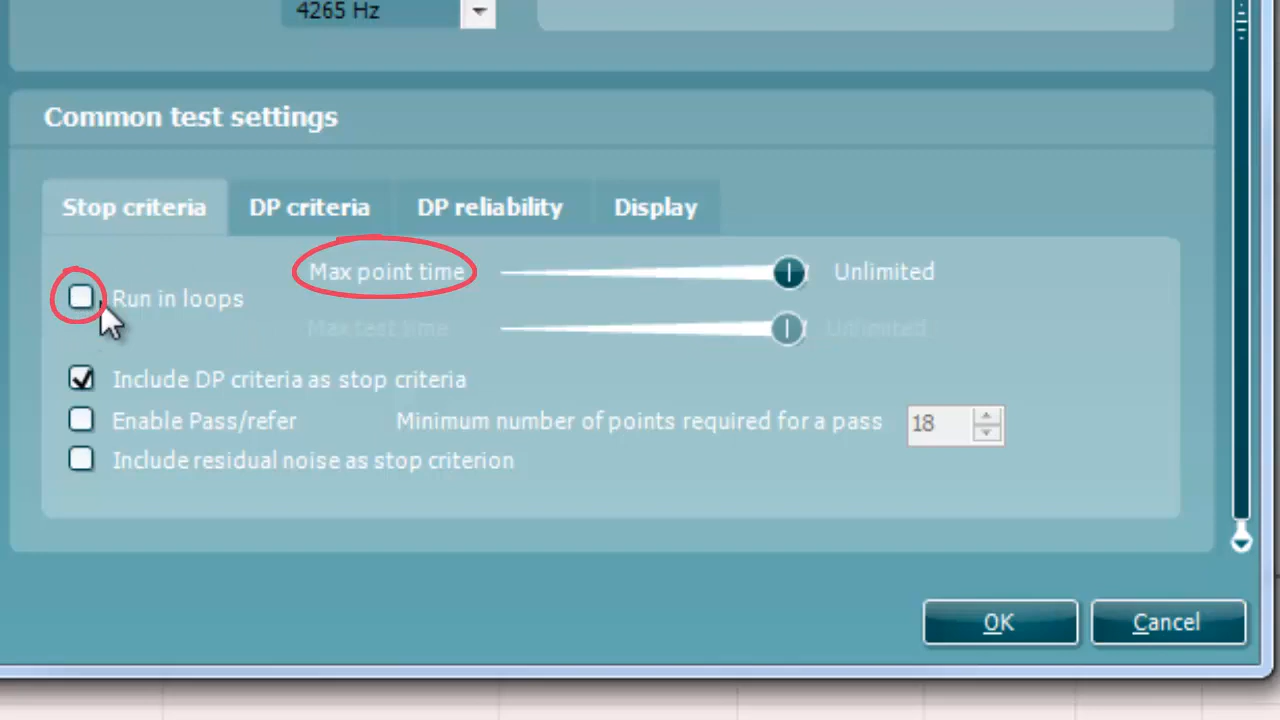 4265 Hz
Common test settings
Stop criteria DP criteria DP reliability Display
Max point time Unlimited
Run in loops
Max test time Unlimited
Include DP criteria as stop criteria
Enable Pass/refer Minimum number of points required for a pass 18
Include residual noise as stop criterion
OK Cancel